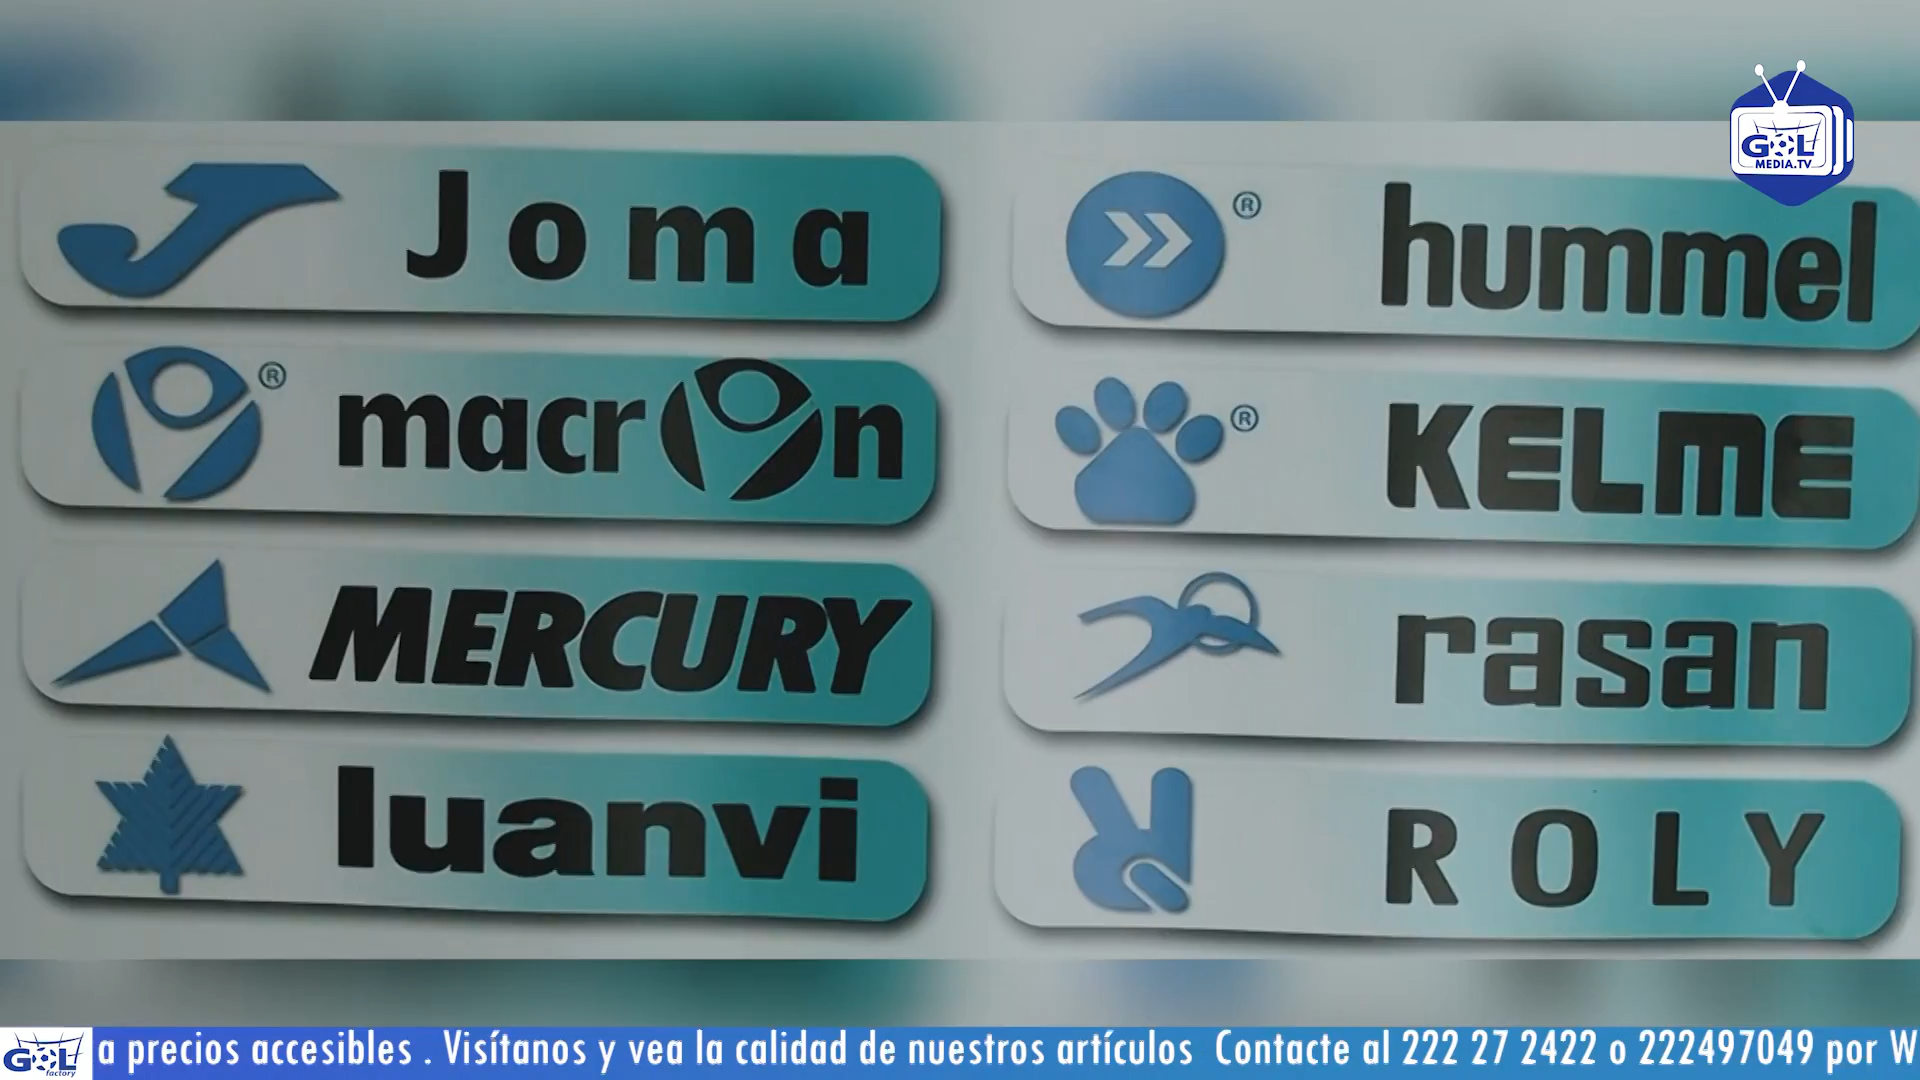 Joma
macron
MERCURY
luanvi
® hummel
® KELME
rasan
ROLY
®
GOL
MEDIA.TV
GOL
factory
a precios accesibles . Visítanos y vea la calidad de nuestros artículos Contacte al 222 27 2422 o 222497049 por W